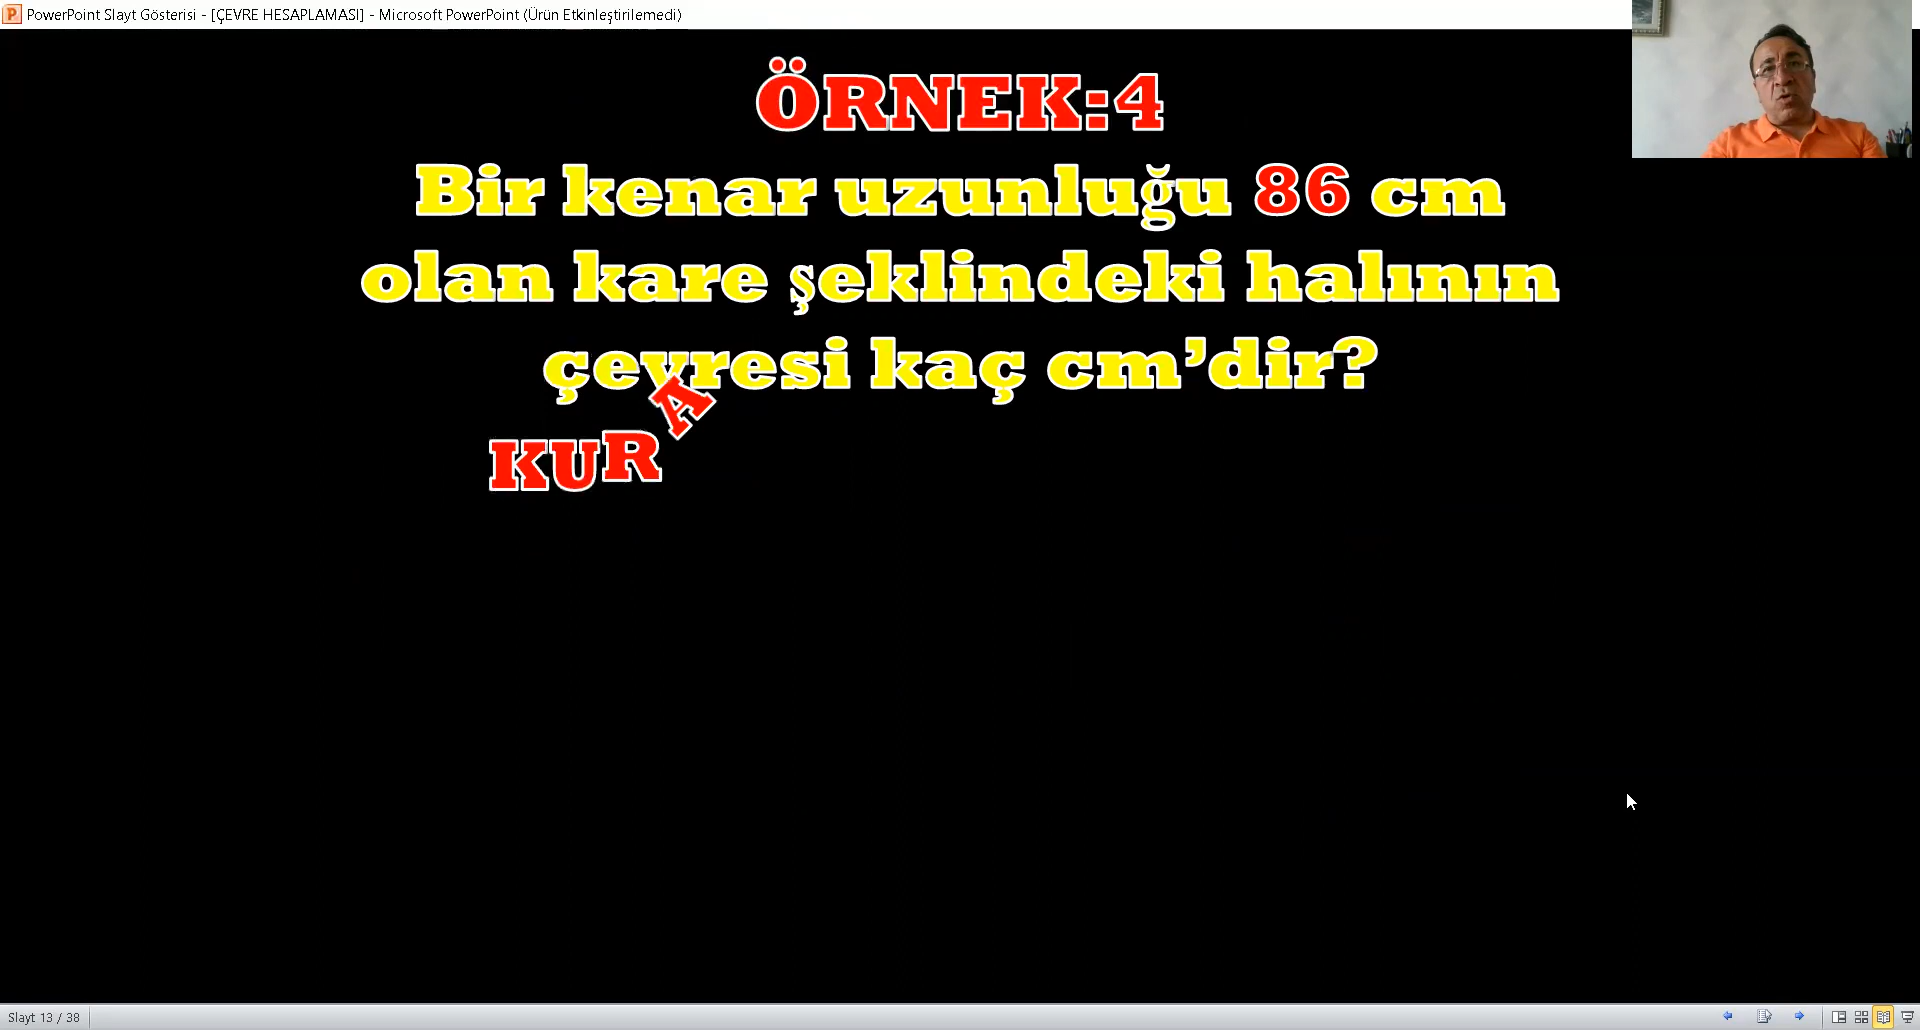 PowerPoint Slayt Gösterisi - [ÇEVRE HESAPLAMASI] - Microsoft PowerPoint (Ürün Etkinleştirilemedi)
ÖRNEK:4
Bir kenar uzunluğu 86 cm
olan kare şeklindeki halının
çevresi kaç cm’dir?
KURA
Slayt 13 / 38